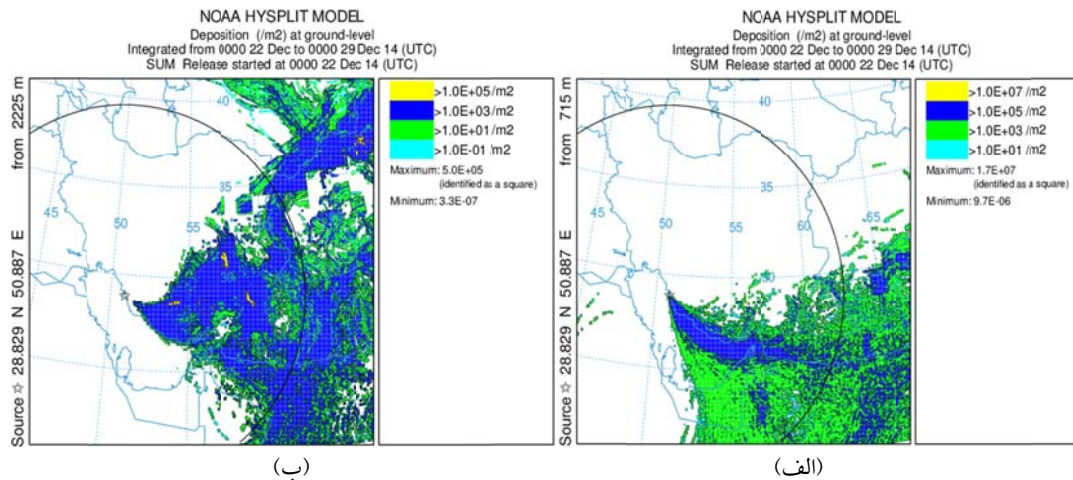 NOAA HYSPLIT MODEL
Deposition (/m2) at ground-level
Integrated from 0000 22 Dec to 0000 29 Dec 14 (UTC)
SUM Release started at 0000 22 Dec 14 (UTC)
Source ☆ 28.829 N 50.887 E from 2225 m
40
35
45
50
55
60
>1.0E+05/m2
>1.0E+03/m2
>1.0E+01/m2
>1.0E-01 /m2
Maximum: 5.0E+05
(identified as a square)
Minimum: 3.3E-07
(ب)
NOAA HYSPLIT MODEL
Deposition (/m2) at ground-level
Integrated from 0000 22 Dec to 0000 29 Dec 14 (UTC)
SUM Release started at 0000 22 Dec 14 (UTC)
Source ☆ 28.829 N 50.887 E from 715 m
40
35
45
50
55
60
65
30
>1.0E+07/m2
>1.0E+05/m2
>1.0E+03/m2
>1.0E+01 /m2
Maximum: 1.7E+07
(identified as a square)
Minimum: 9.7E-06
(الف)